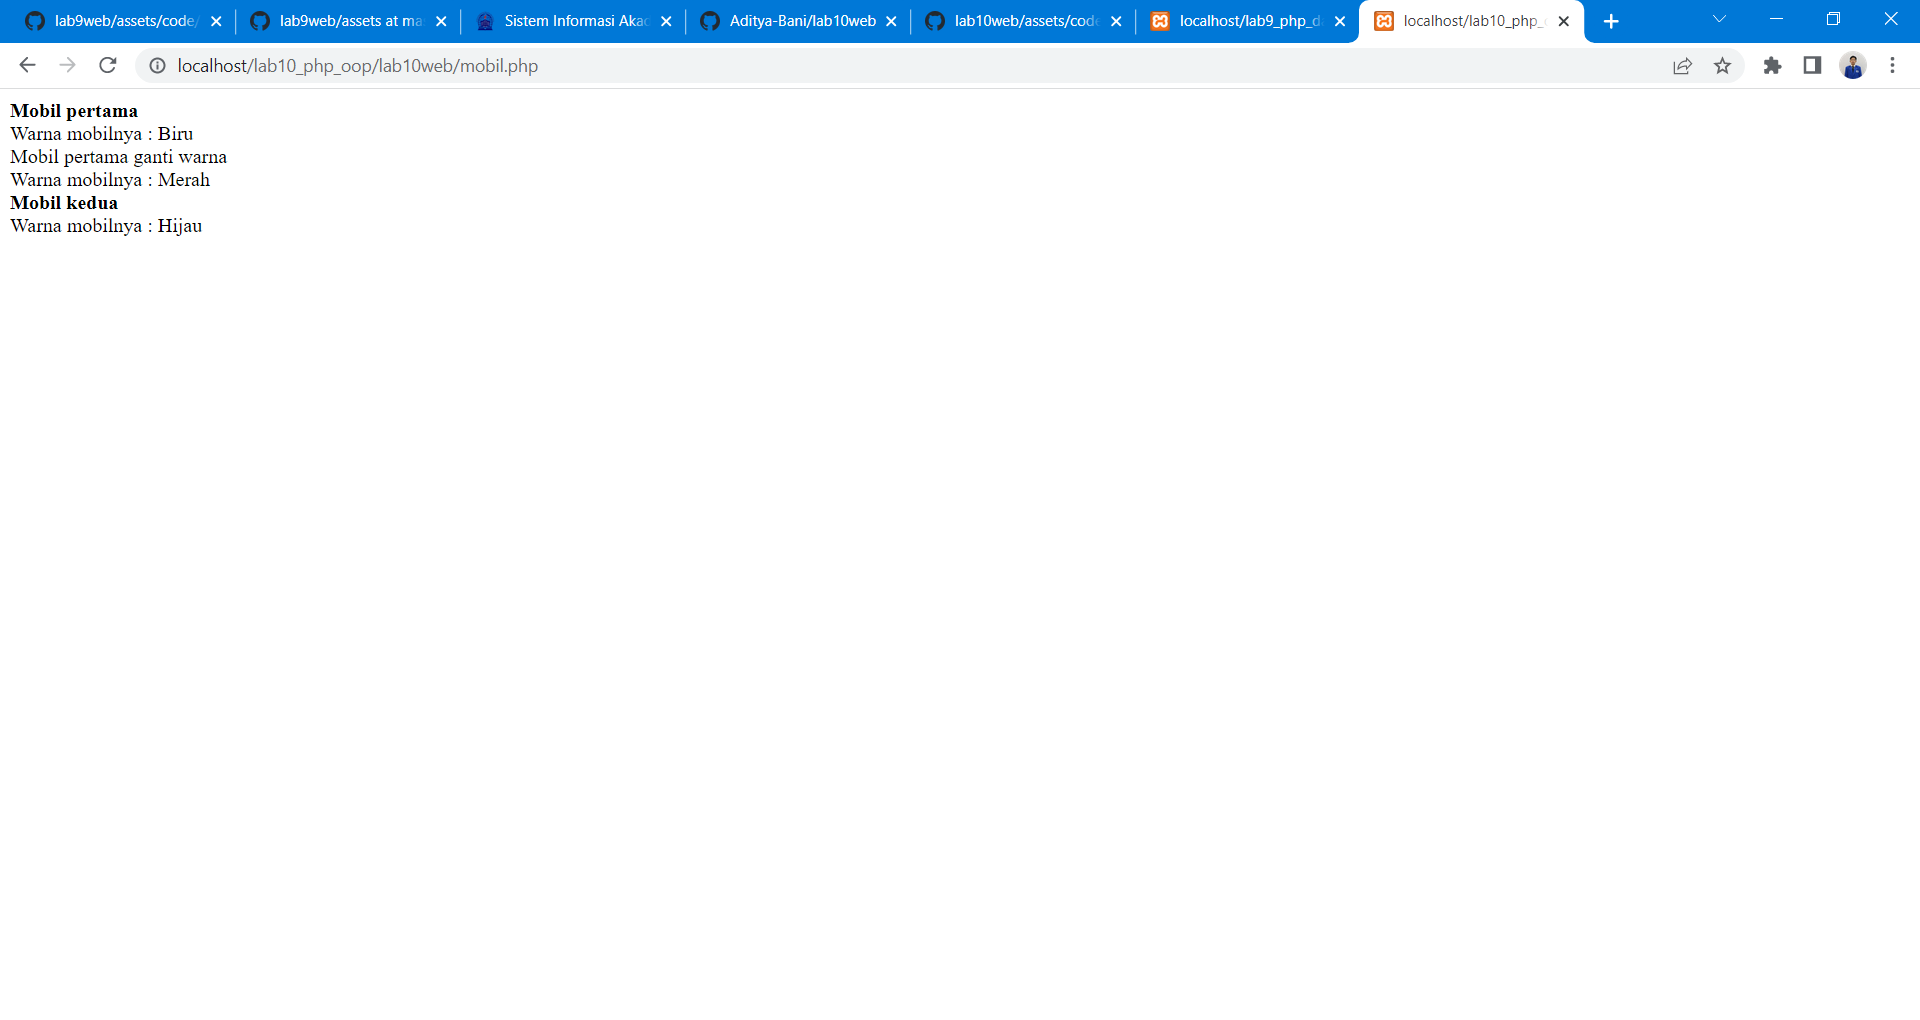 lab9web/assets/code/
lab9web/assets at ma
Sistem Informasi Akad
Aditya-Bani/lab10web
lab10web/assets/code
localhost/lab9_php_da
localhost/lab10_php_o
localhost/lab10_php_oop/lab10web/mobil.php
Mobil pertama
Warna mobilnya : Biru
Mobil pertama ganti warna
Warna mobilnya : Merah
Mobil kedua
Warna mobilnya : Hijau